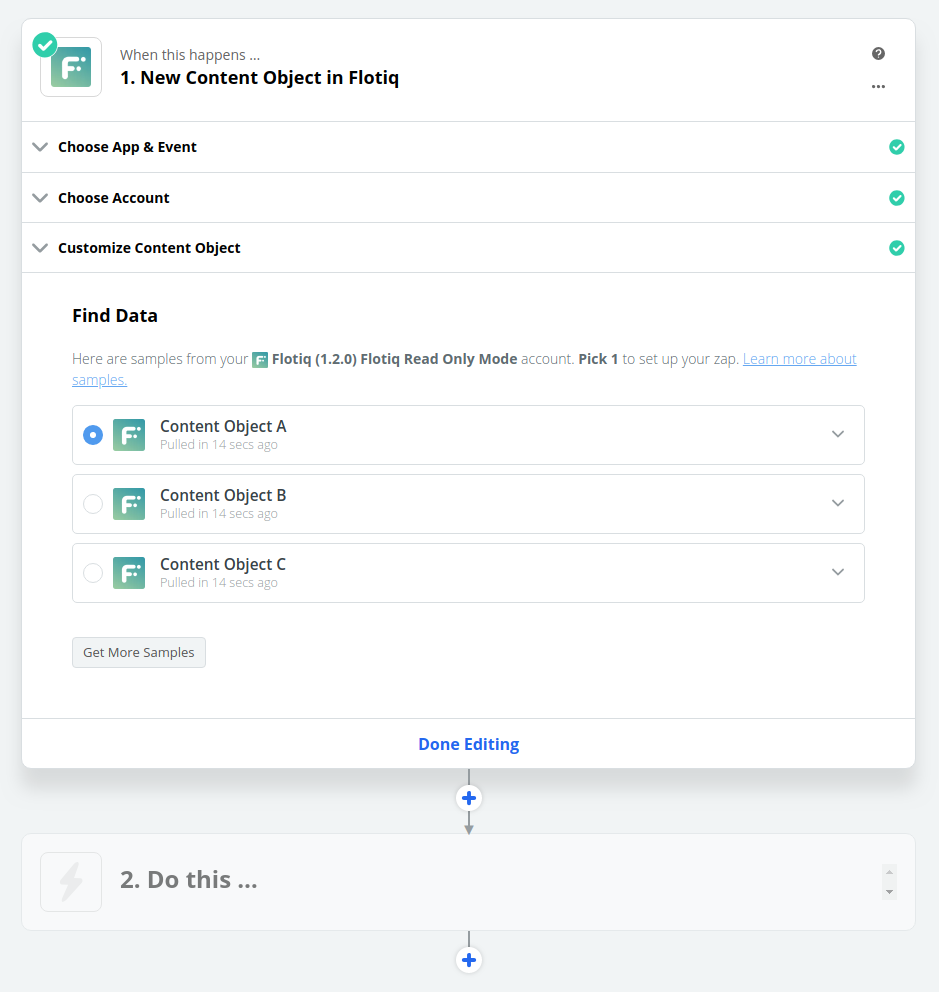 When this happens ...
1. New Content Object in Flotiq
Choose App & Event
Choose Account
Customize Content Object
Find Data
Here are samples from your Flotiq (1.2.0) Flotiq Read Only Mode account. Pick 1 to set up your zap. Learn more about
samples.
Content Object A
Pulled in 14 secs ago
Content Object B
Pulled in 14 secs ago
Content Object C
Pulled in 14 secs ago
Get More Samples
Done Editing
2. Do this ...